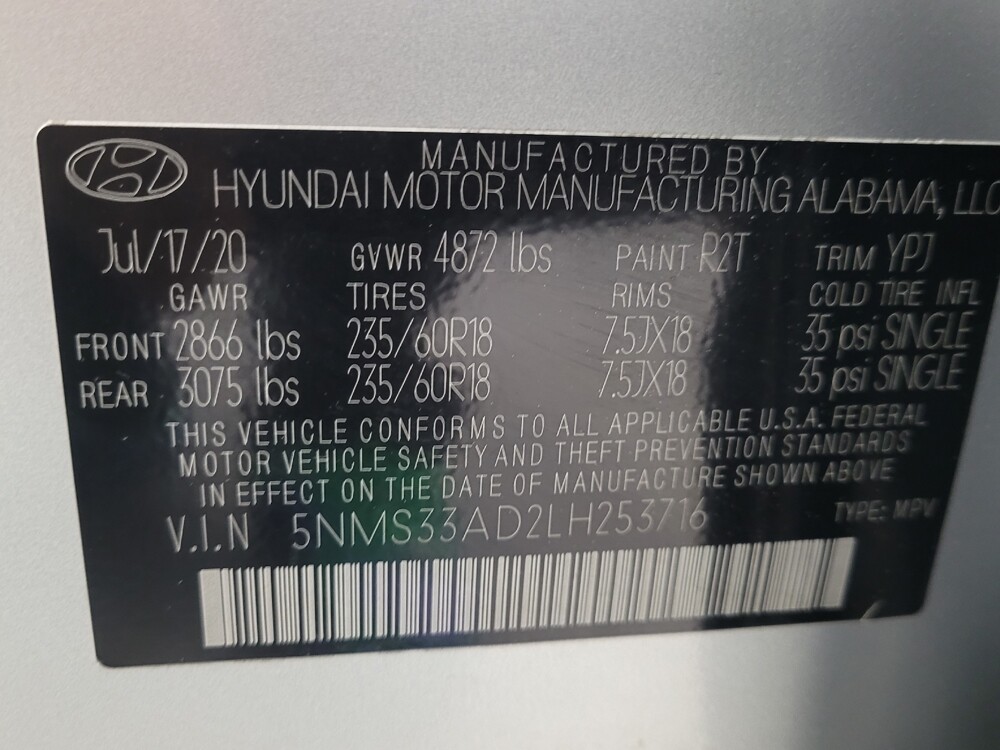 MANUFACTURED BY
HYUNDAI MOTOR MANUFACTURING ALABAMA, LLC
Jul/17/20 GVWR 4872 lbs PAINT R2T TRIM YPJ
GAWR TIRES RIMS COLD TIRE INFL
FRONT 2866 lbs 235/60R18 7.5JX18 35 psi SINGLE
REAR 3075 lbs 235/60R18 7.5JX18 35 psi SINGLE
THIS VEHICLE CONFORMS TO ALL APPLICABLE U.S.A. FEDERAL
MOTOR VEHICLE SAFETY AND THEFT PREVENTION STANDARDS
IN EFFECT ON THE DATE OF MANUFACTURE SHOWN ABOVE
V.I.N 5NMS33AD2LH253716 TYPE: MPV